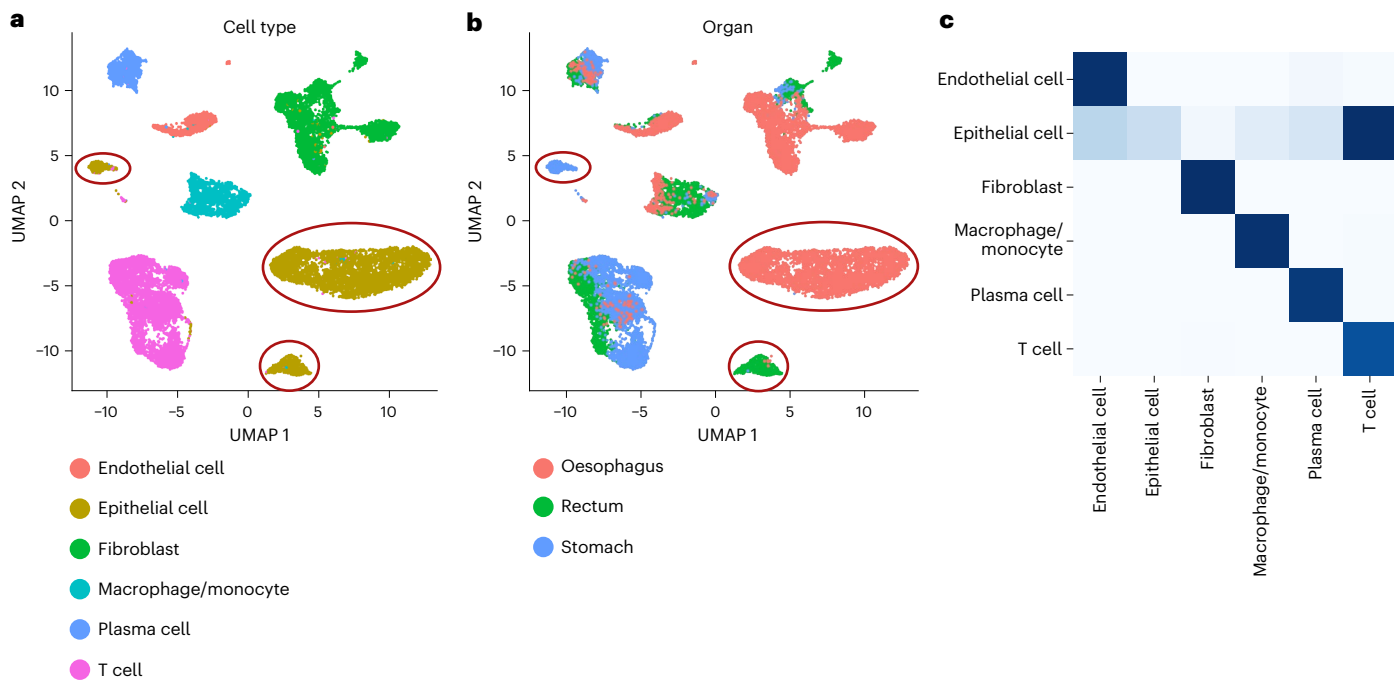 a
Cell type
10
5
0
−5
−10
UMAP 2
−10
−5
0
5
10
UMAP 1
Endothelial cell
Epithelial cell
Fibroblast
Macrophage/monocyte
Plasma cell
T cell
b
Organ
10
5
0
−5
−10
UMAP 2
−10
−5
0
5
10
UMAP 1
Oesophagus
Rectum
Stomach
c
Endothelial cell
Epithelial cell
Fibroblast
Macrophage/
monocyte
Plasma cell
T cell
Endothelial cell
Epithelial cell
Fibroblast
Macrophage/monocyte
Plasma cell
T cell